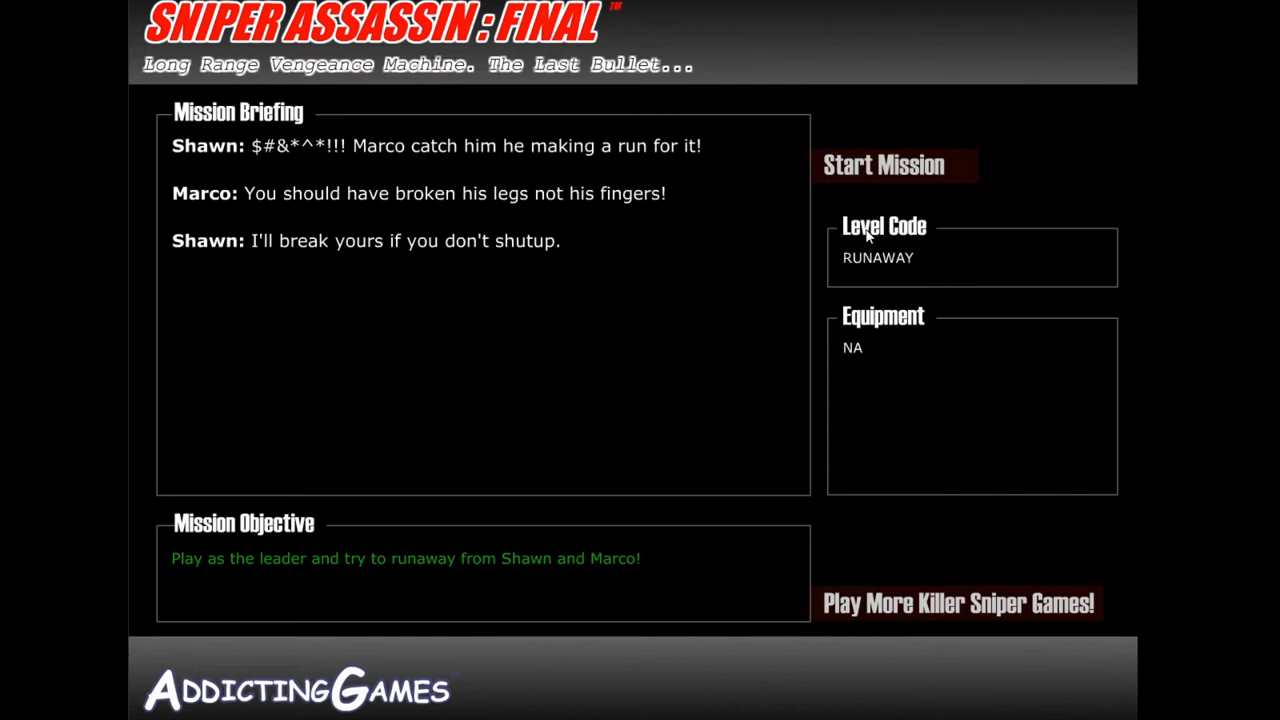 SNIPER ASSASSIN : FINAL™
Long Range Vengeance Machine. The Last Bullet...
Mission Briefing
Shawn: $#&*^*!!! Marco catch him he making a run for it!
Marco: You should have broken his legs not his fingers!
Shawn: I'll break yours if you don't shutup.
Start Mission
Level Code
RUNAWAY
Equipment
NA
Mission Objective
Play as the leader and try to runaway from Shawn and Marco!
Play More Killer Sniper Games!
ADDICTINGGAMES